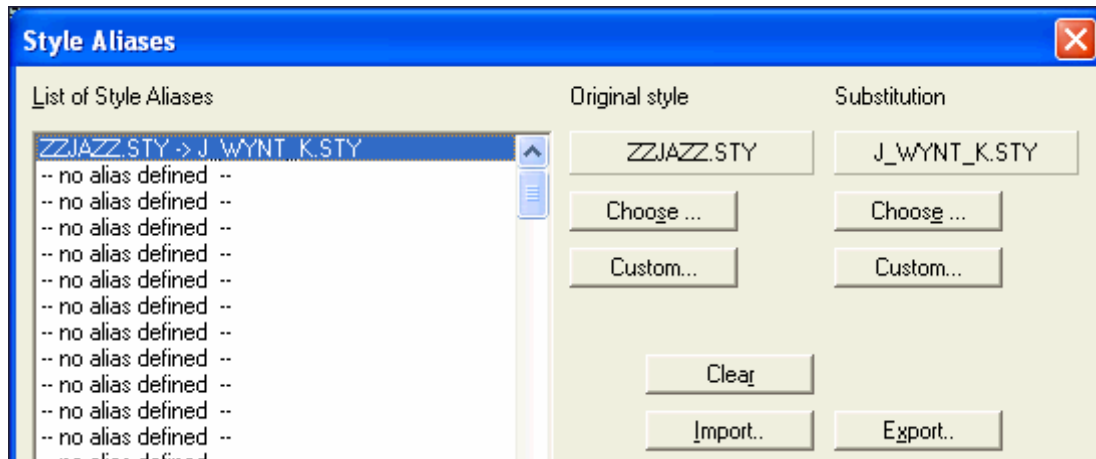 Style Aliases
List of Style Aliases
Original style
Substitution
ZZJAZZ.STY -> J_WYNT_K.STY
-- no alias defined --
-- no alias defined --
-- no alias defined --
-- no alias defined --
-- no alias defined --
-- no alias defined --
-- no alias defined --
-- no alias defined --
-- no alias defined --
-- no alias defined --
-- no alias defined --
-- no alias defined --
ZZJAZZ.STY
J_WYNT_K.STY
Choose ...
Choose ...
Custom...
Custom...
Clear
Import..
Export..